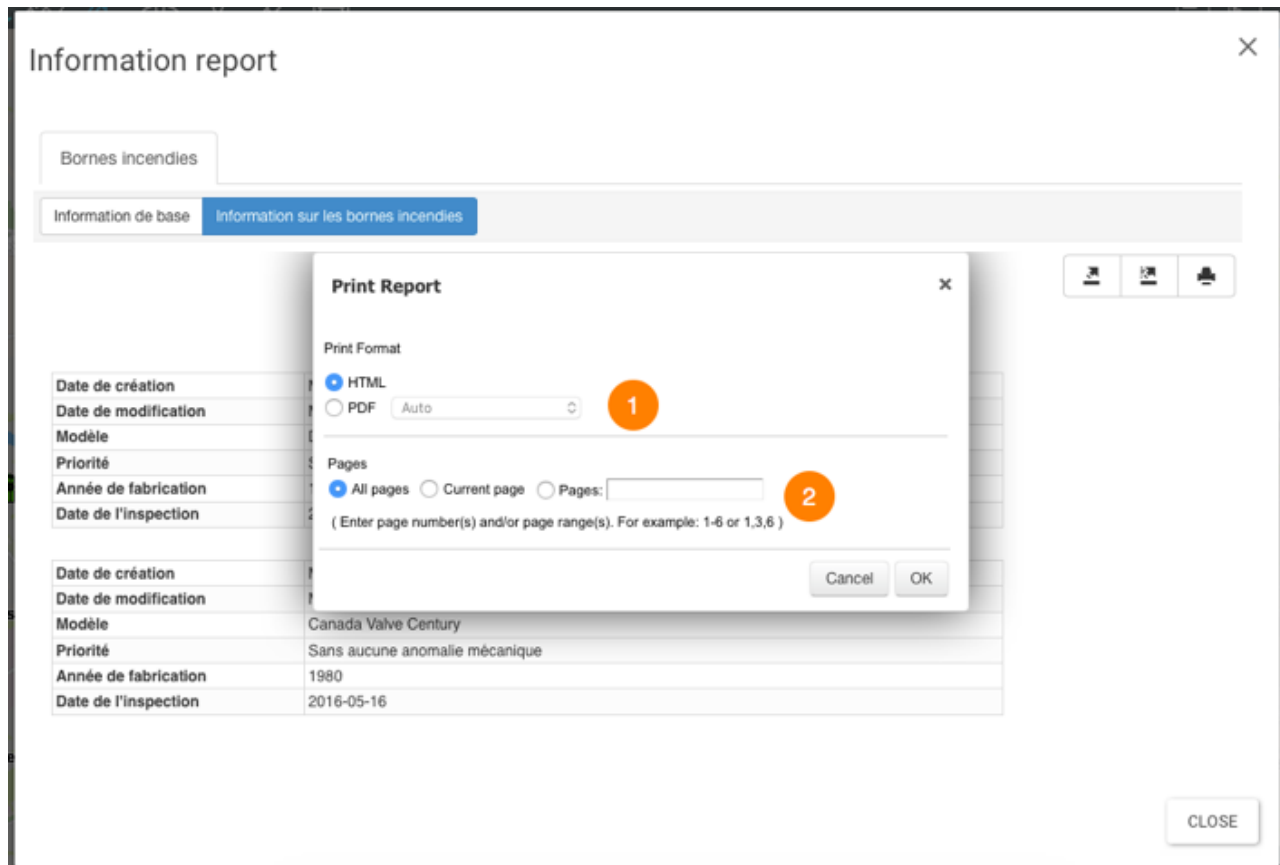 Information report
Bornes incendies
Information de base Information sur les bornes incendies
Print Report
Print Format
HTML
PDF Auto
1
Pages
All pages Current page Pages:
2
( Enter page number(s) and/or page range(s). For example: 1-6 or 1,3,6 )
Cancel OK
Date de création
Date de modification
Modèle
Priorité
Année de fabrication
Date de l'inspection
Date de création
Date de modification
Modèle Canada Valve Century
Priorité Sans aucune anomalie mécanique
Année de fabrication 1980
Date de l'inspection 2016-05-16
CLOSE